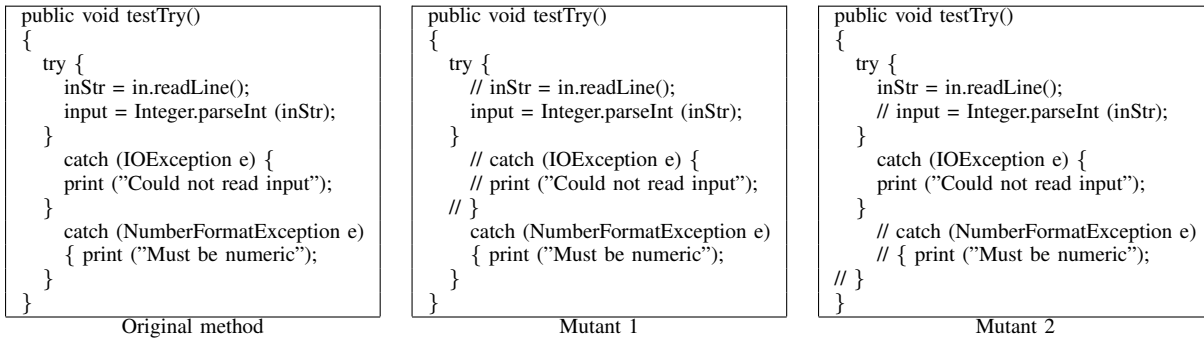 public void testTry()
{
try {
inStr = in.readLine();
input = Integer.parseInt (inStr);
}
catch (IOException e) {
print (”Could not read input”);
}
catch (NumberFormatException e)
{ print (”Must be numeric”);
}
}
Original method
public void testTry()
{
try {
// inStr = in.readLine();
input = Integer.parseInt (inStr);
}
// catch (IOException e) {
// print (”Could not read input”);
// }
catch (NumberFormatException e)
{ print (”Must be numeric”);
}
}
Mutant 1
public void testTry()
{
try {
inStr = in.readLine();
// input = Integer.parseInt (inStr);
}
catch (IOException e) {
print (”Could not read input”);
}
// catch (NumberFormatException e)
// { print (”Must be numeric”);
// }
}
Mutant 2